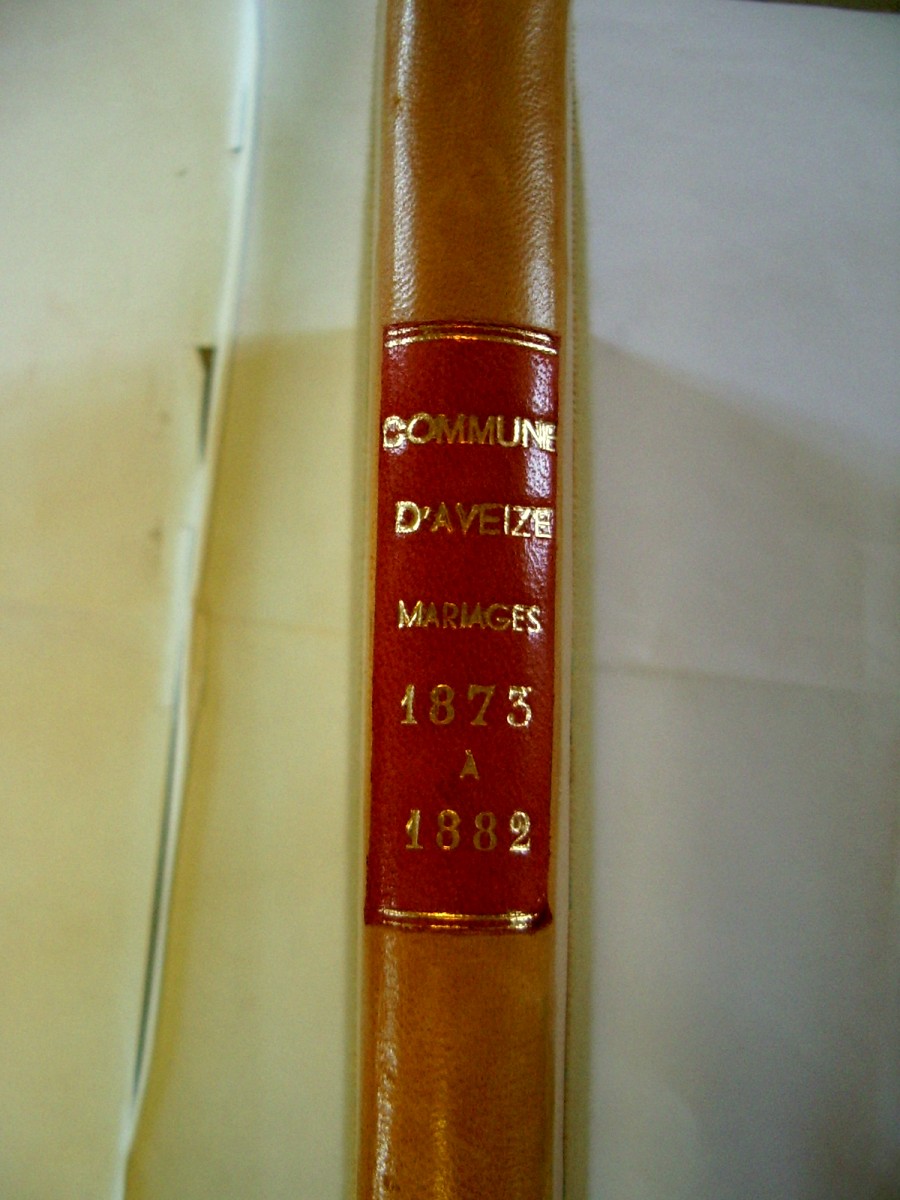 COMMUNE
D'AVEIZE
MARIAGES
1873
À
1882